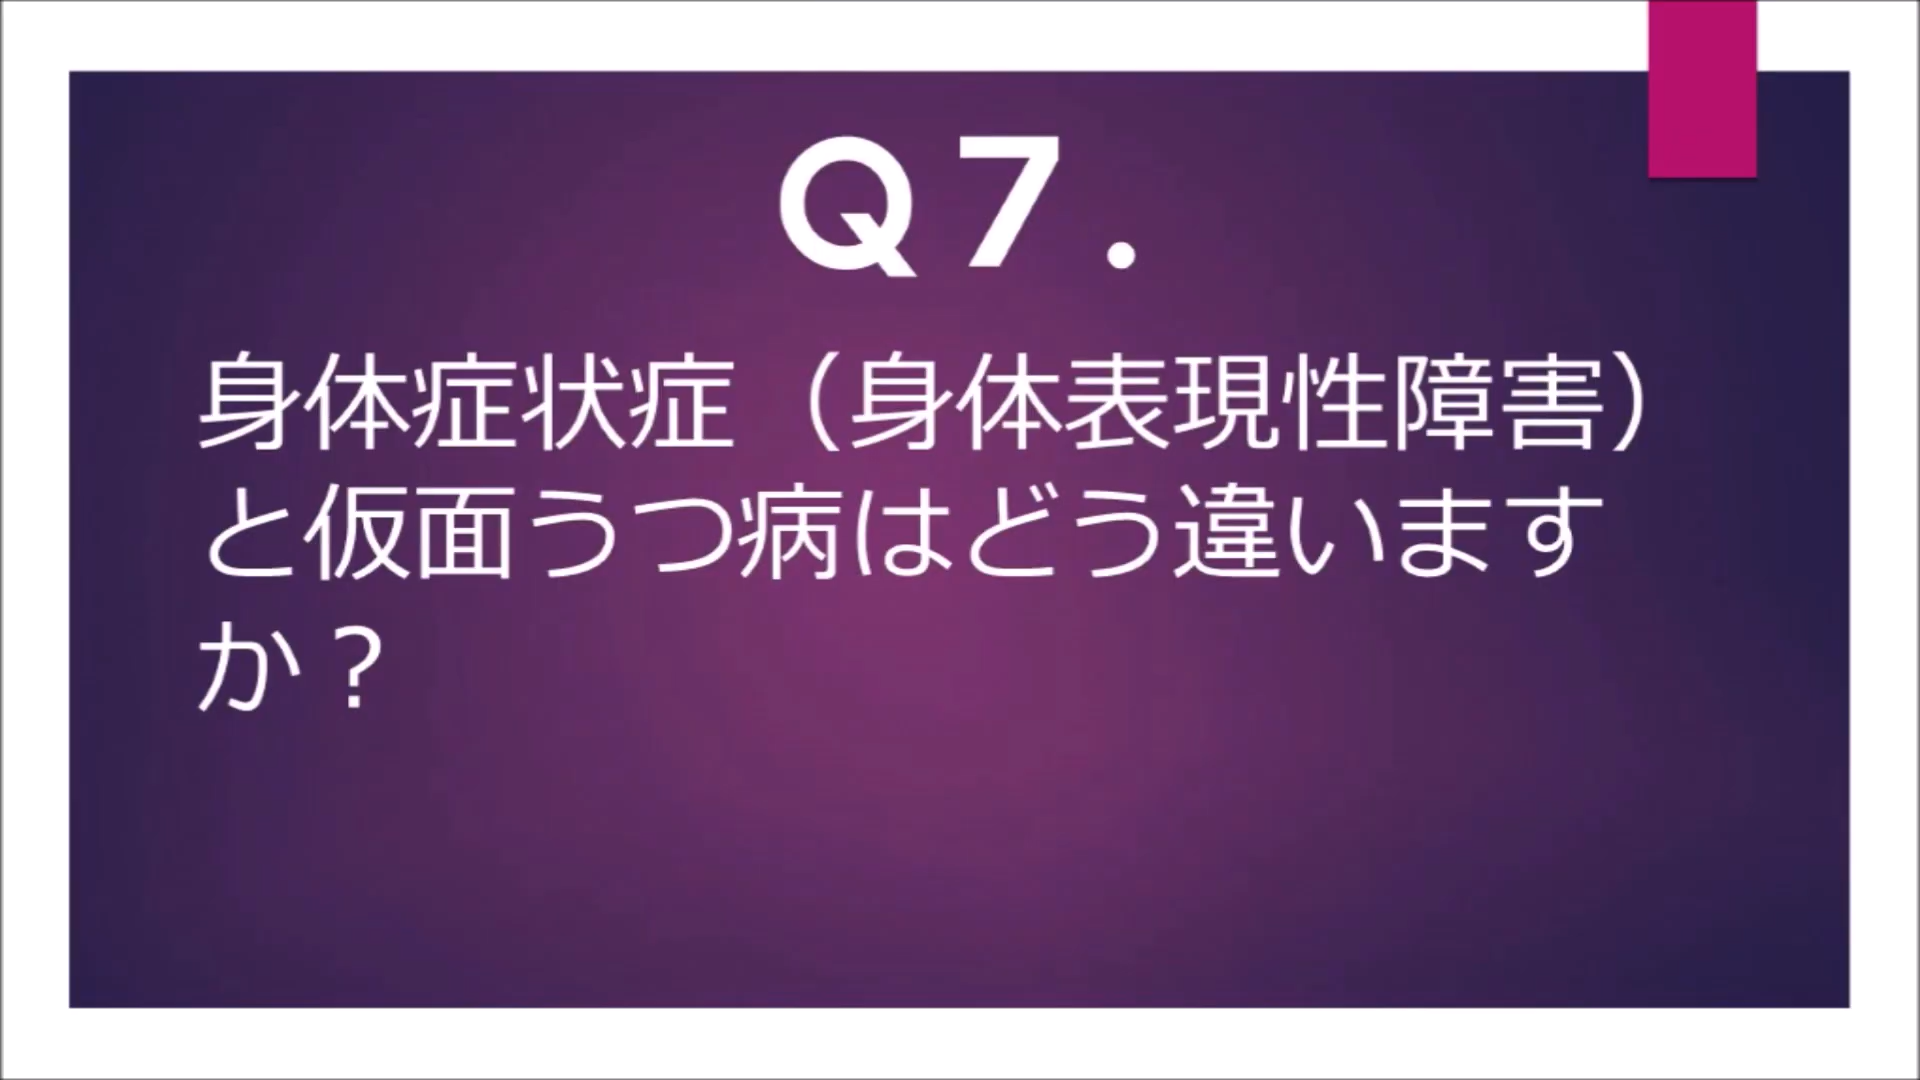 Q７.
身体症状症（身体表現性障害）
と仮面うつ病はどう違います
か？